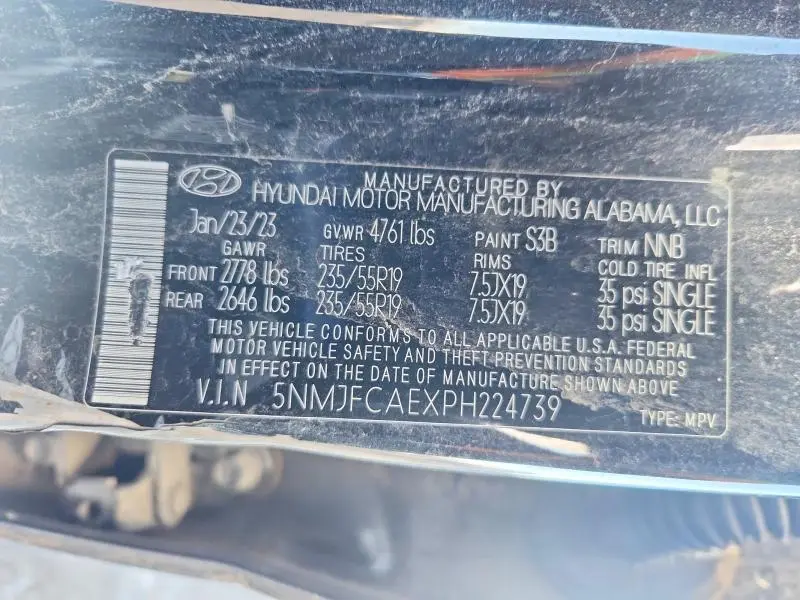 MANUFACTURED BY
HYUNDAI MOTOR MANUFACTURING ALABAMA, LLC
Jan/23/23 GVWR 4761 lbs PAINT S3B TRIM NNB
GAWR TIRES RIMS COLD TIRE INFL
FRONT 2778 lbs 235/55R19 7.5JX19 35 psi SINGLE
REAR 2646 lbs 235/55R19 7.5JX19 35 psi SINGLE
THIS VEHICLE CONFORMS TO ALL APPLICABLE U.S.A. FEDERAL
MOTOR VEHICLE SAFETY AND THEFT PREVENTION STANDARDS
IN EFFECT ON THE DATE OF MANUFACTURE SHOWN ABOVE
V.I.N 5NMJFCAEXPH224739 TYPE: MPV